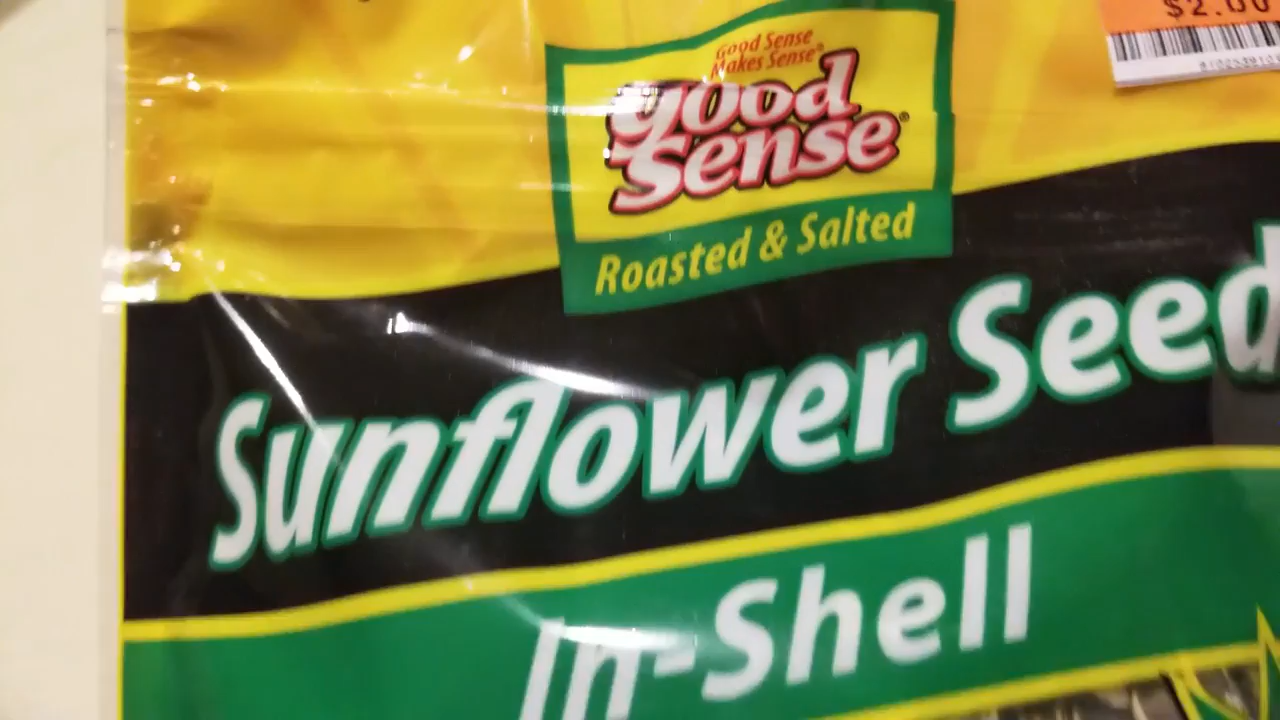 $2.00
Good Sense
Makes Sense®
good
sense®
Roasted & Salted
Sunflower Seed
In-Shell